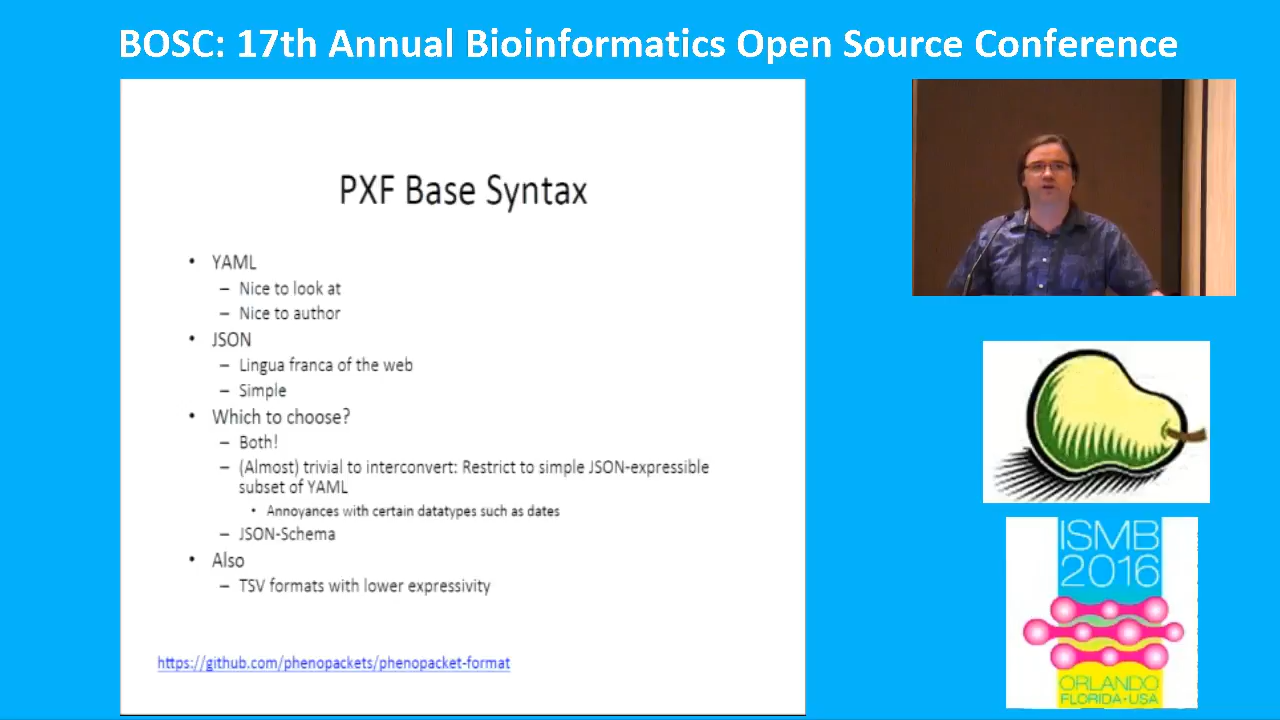 BOSC: 17th Annual Bioinformatics Open Source Conference
PXF Base Syntax
• YAML
– Nice to look at
– Nice to author
• JSON
– Lingua franca of the web
– Simple
• Which to choose?
– Both!
– (Almost) trivial to interconvert: Restrict to simple JSON-expressible
subset of YAML
• Annoyances with certain datatypes such as dates
– JSON-Schema
• Also
– TSV formats with lower expressivity
https://github.com/phenopackets/phenopacket-format
ISMB
2016
ORLANDO
FLORIDA•USA